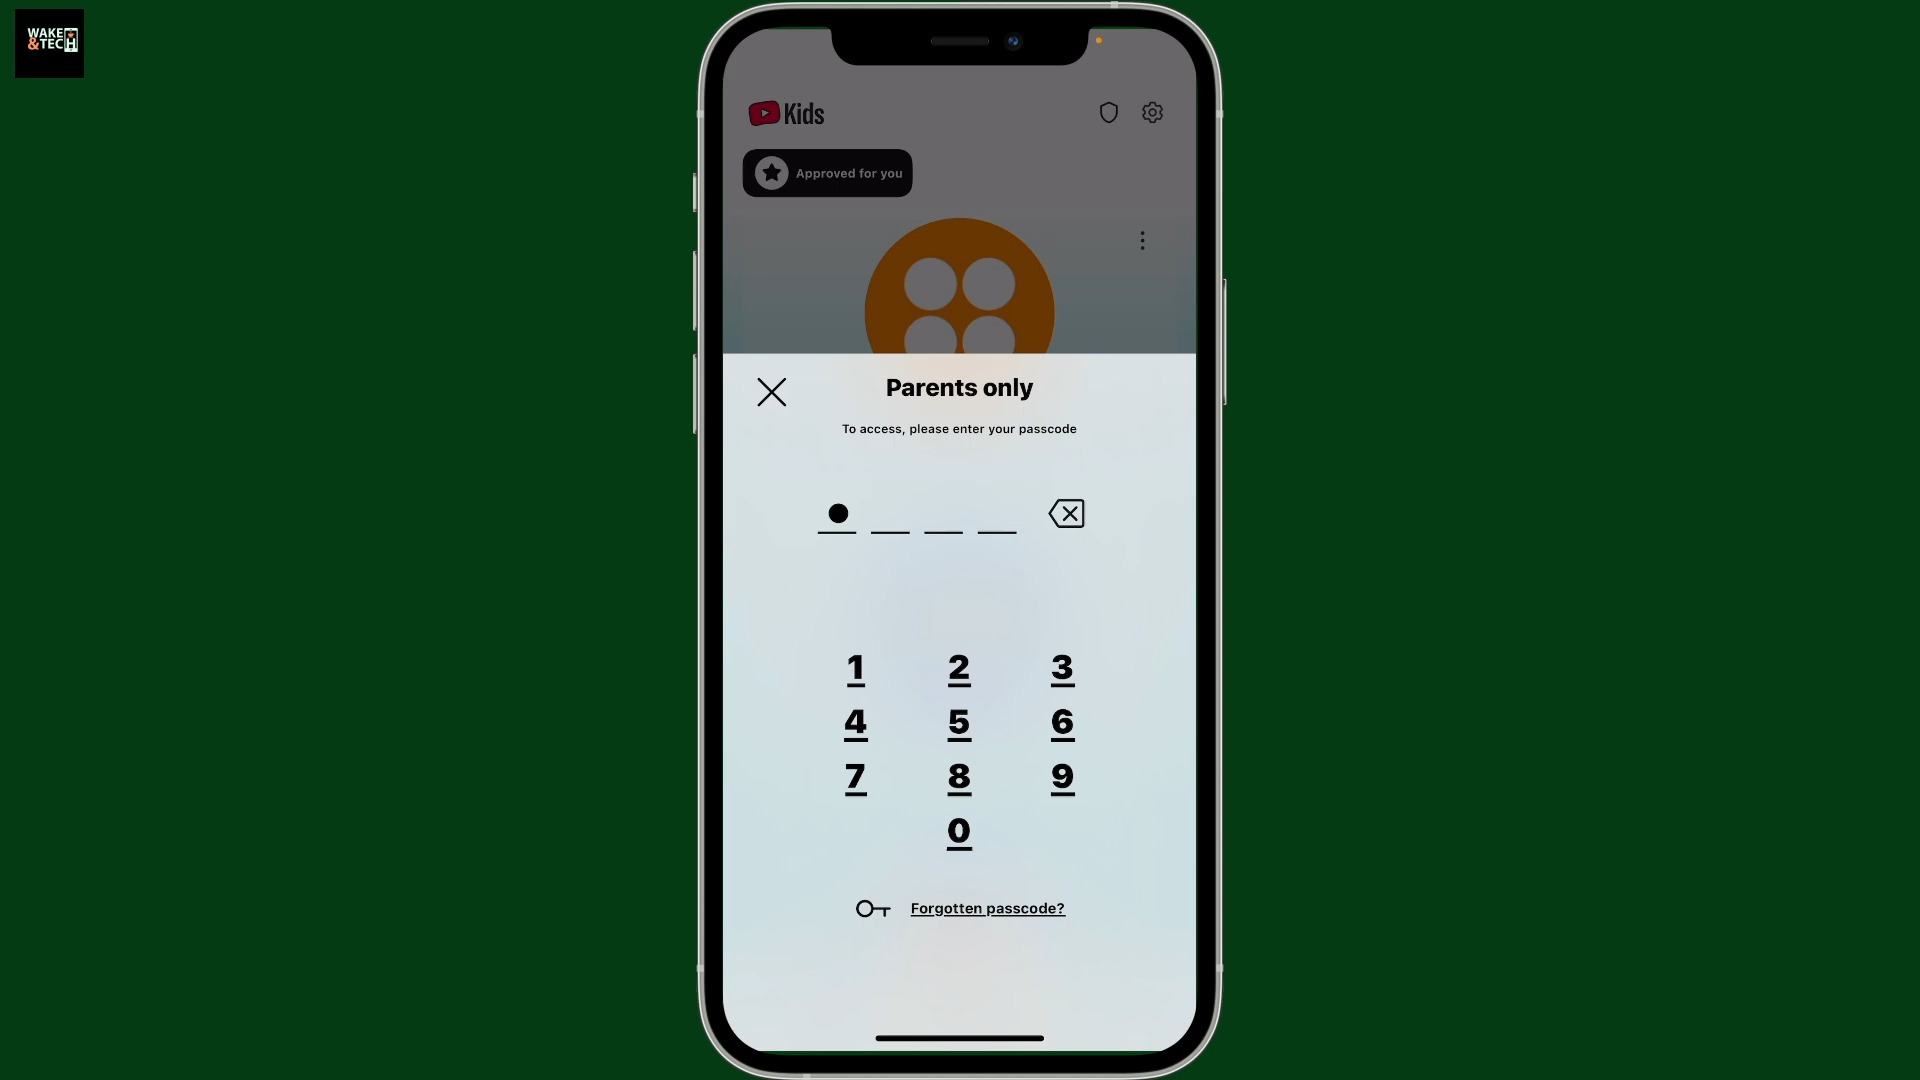 WAKE
&TECH
Kids
Approved for you
Parents only
To access, please enter your passcode
1 2 3
4 5 6
7 8 9
0
Forgotten passcode?